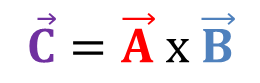 C⃗ = A⃗ x B⃗